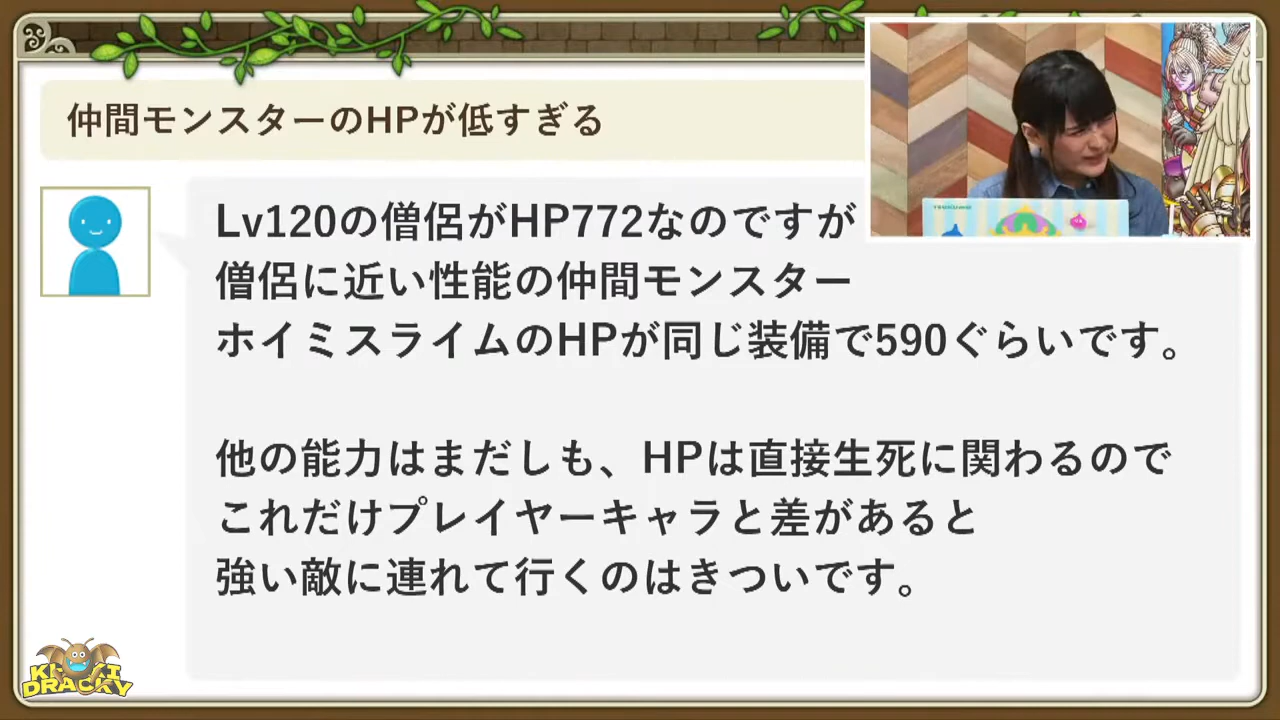 仲間モンスターのHPが低すぎる
Lv120の僧侶がHP772なのですが
僧侶に近い性能の仲間モンスター
ホイミスライムのHPが同じ装備で590ぐらいです。
他の能力はまだしも、HPは直接生死に関わるので
これだけプレイヤーキャラと差があると
強い敵に連れて行くのはきついです。
DRACKY